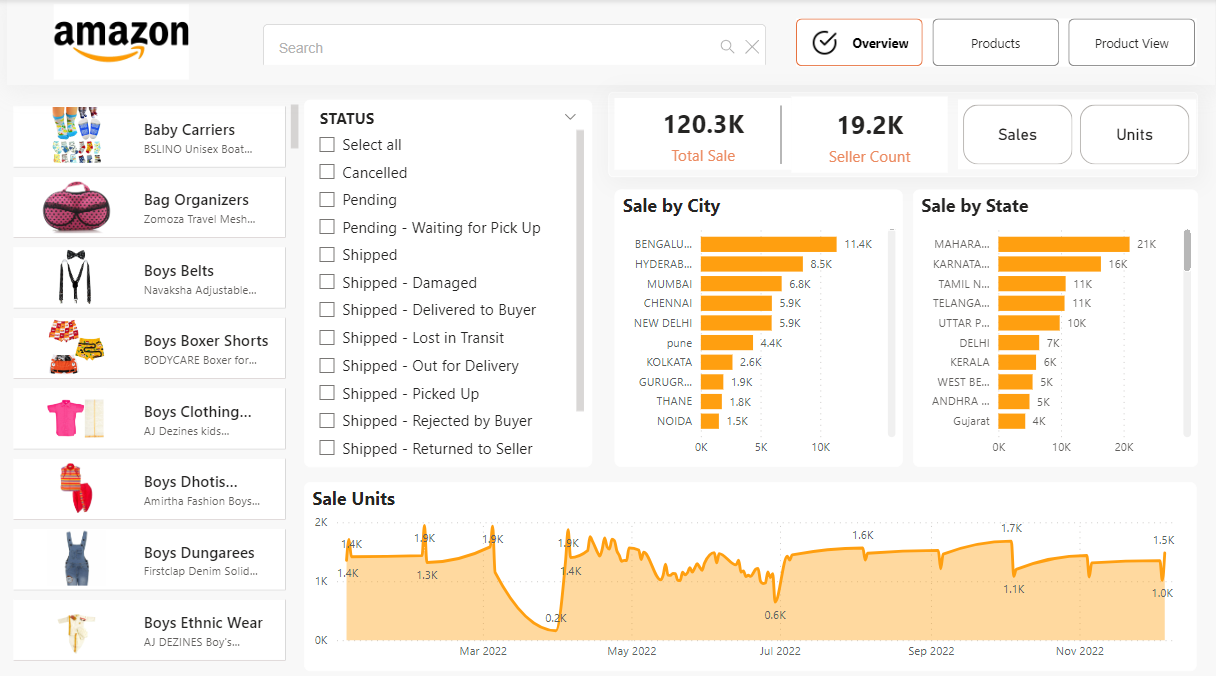 amazon
Search
Overview
Products
Product View
Baby Carriers
BSLINO Unisex Boat...
Bag Organizers
Zomoza Travel Mesh...
Boys Belts
Navaksha Adjustable...
Boys Boxer Shorts
BODYCARE Boxer for...
Boys Clothing...
AJ Dezines kids...
Boys Dhotis...
Amirtha Fashion Boys...
Boys Dungarees
Firstclap Denim Solid...
Boys Ethnic Wear
AJ DEZINES Boy's...
STATUS
Select all
Cancelled
Pending
Pending - Waiting for Pick Up
Shipped
Shipped - Damaged
Shipped - Delivered to Buyer
Shipped - Lost in Transit
Shipped - Out for Delivery
Shipped - Picked Up
Shipped - Rejected by Buyer
Shipped - Returned to Seller
120.3K
Total Sale
19.2K
Seller Count
Sales
Units
Sale by City
BENGALU... 11.4K
HYDERAB... 8.5K
MUMBAI 6.8K
CHENNAI 5.9K
NEW DELHI 5.9K
pune 4.4K
KOLKATA 2.6K
GURUGR... 1.9K
THANE 1.8K
NOIDA 1.5K
0K 5K 10K
Sale by State
MAHARA... 21K
KARNATA... 16K
TAMIL N... 11K
TELANGA... 11K
UTTAR P... 10K
DELHI 7K
KERALA 6K
WEST BE... 5K
ANDHRA ... 5K
Gujarat 4K
0K 10K 20K
Sale Units
2K
1K
0K
1.4K
1.4K
1.9K
1.3K
1.9K
0.2K
1.9K
1.4K
0.6K
1.6K
1.7K
1.1K
1.5K
1.0K
Mar 2022 May 2022 Jul 2022 Sep 2022 Nov 2022